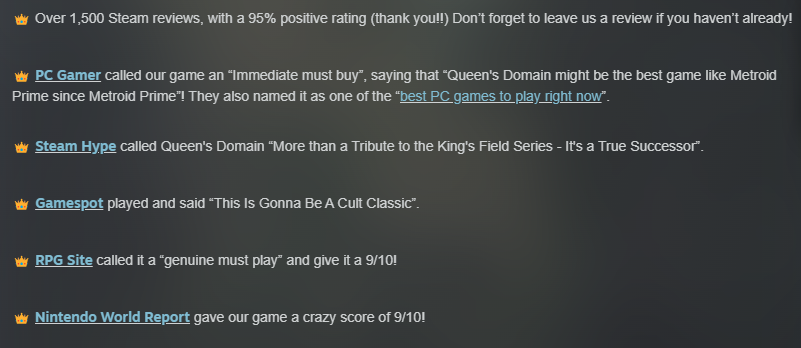 Over 1,500 Steam reviews, with a 95% positive rating (thank you!!) Don’t forget to leave us a review if you haven’t already!
PC Gamer called our game an “Immediate must buy”, saying that “Queen's Domain might be the best game like Metroid
Prime since Metroid Prime”! They also named it as one of the “best PC games to play right now”.
Steam Hype called Queen's Domain “More than a Tribute to the King's Field Series - It's a True Successor”.
Gamespot played and said “This Is Gonna Be A Cult Classic”.
RPG Site called it a “genuine must play” and give it a 9/10!
Nintendo World Report gave our game a crazy score of 9/10!